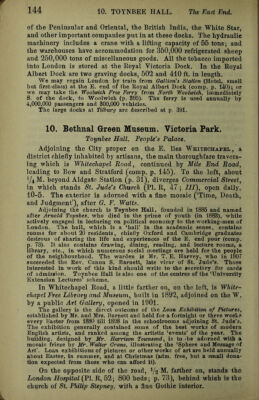 144 10. TOYNBEE HALL. The East End.
of the Peninsular and Oriental, the British India, the White Star,
and other important companies put in at these docks. The hydraulic
machinery includes a crane with a lifting capacity of 55 tons; and
the warehouses have accommodation for 350,000 refrigerated sheep
and 250,000 tons of miscellaneous goods. All the tobacco imported
into London is stored at the Royal Victoria Dock. In the Royal
Albert Dock are two graving docks, 502 and 410 ft. in length.
We may regain London by train from Gallions Station (Hotel, small
but first-class) at the E. end of the Royal Albert Dock (comp. p. 140); or
we may take the Woolwich Free Ferry from North Woolwich, immediately
S. of the dock, to Woolwich (p. 395). The ferry is used annually by
4,000,000 passengers and 300,000 vehicles.
The large docks at Tilbury are described at p. 391.
10. Bethnal Green Museum. Victoria Park.
Toynbee Hall. People's Palace.
Adjoining the City proper on the E. lies WHITECHAPEL, a
district chiefly inhabited by artisans, the main thoroughfare travers-
ing which is Whitechapel Road, continued by Mile End Road,
leading to Bow and Stratford (comp. p. 145). To the left, about
1/4 M. beyond Aldgate Station (p. 31), diverges Commercial Street,
in which stands St. Jude's Church (Pl. R, 47; III), open daily,
10-5. The exterior is adorned with a fine mosaic ('Time, Death,
and Judgment'), after G. F. Watts.
Adjoining the church is Toynbee Hall, founded in 1885 and named
after Arnold Toynbee, who died in the prime of youth (in 1883), while
actively engaged in lecturing on political economy to the working-men of
London. The hall, which is a 'hall' in the academic sense, contains
rooms for about 20 residents, chiefly Oxford and Cambridge graduates
desirous of sharing the life and experiences of the E. end poor (comp.
p. 73). It also contains drawing, dining, reading, and lecture rooms, a
library, etc., in which numerous social meetings are held for the people
of the neighbourhood. The warden is Mr. T. E. Harvey, who in 1907
succeeded the Rev. Canon S. Barnett, late vicar of St. Jude's. Those
interested in work of this kind should write to the secretary for cards
of admission. Toynbee Hall is also one of the centres of the 'University
Extension Lectures' scheme.
In Whitechapel Road, a little farther on, on the left, is White-
chapel Free Library and Museum, built in 1892, adjoined on the W.
by a public Art Gallery, opened in 1901.
The gallery is the direct outcome of the Loan Exhibition of Pictures,
established by Mr. and Mrs. Barnett and held for a fortnight or three weeks
every Easter from 1880 till 1898 in the schoolrooms adjoining St. Jude's.
The exhibition generally contained some of the best works of modern
English artists, and ranked among the artistic 'events' of the year. The
building, designed by Mr. Harrison Townsend, is to be adorned with a
mosaic frieze by Mr. Walter Crane, illustrating the 'Sphere and Message of
Art'. Loan exhibitions of pictures and other works of art are held annually
about Easter, in summer, and at Christmas (adm. free, but a small dona-
tion expected from those who can afford it).
On the opposite side of the road, 1/3 M. farther on, stands the
London Hospital (Pl. R, 52; 800 beds; p. 73), behind which is the
church of St. Philip Stepney, with a fine Gothic interior.